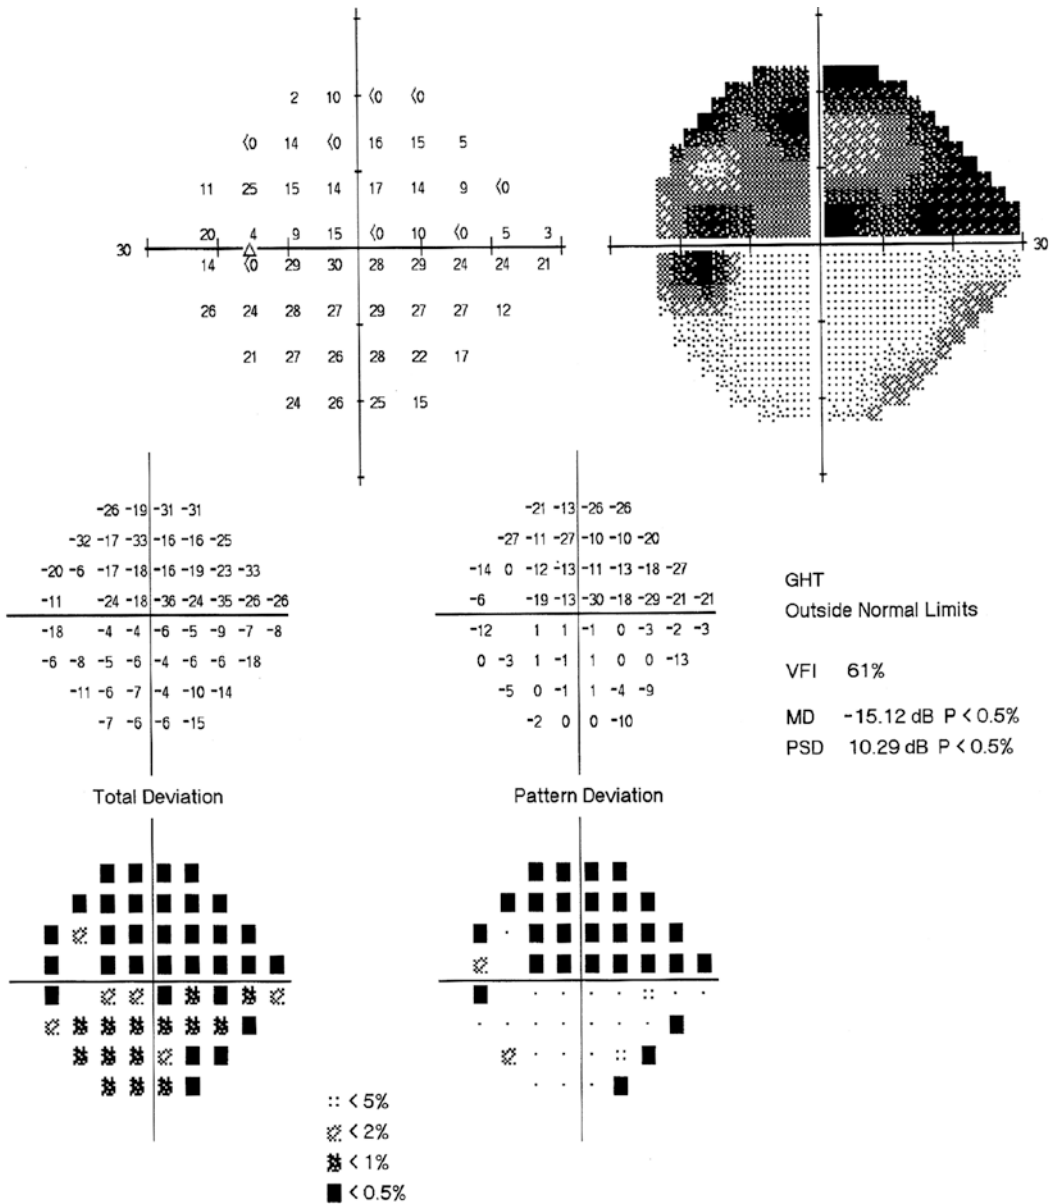 2 10 ⟨0 ⟨0
⟨0 14 ⟨0 16 15 5
11 25 15 14 17 14 9 ⟨0
20 4 9 15 ⟨0 10 ⟨0 5 3
30 30
14 ⟨0 29 30 28 29 24 24 21
26 24 28 27 29 27 27 12
21 27 26 28 22 17
24 26 25 15
-26 -19 -31 -31
-32 -17 -33 -16 -16 -25
-20 -6 -17 -18 -16 -19 -23 -33
-11 -24 -18 -36 -24 -35 -26 -26
-18 -4 -4 -6 -5 -9 -7 -8
-6 -8 -5 -6 -4 -6 -6 -18
-11 -6 -7 -4 -10 -14
-7 -6 -6 -15
Total Deviation
-21 -13 -26 -26
-27 -11 -27 -10 -10 -20
-14 0 -12 -13 -11 -13 -18 -27
-6 -19 -13 -30 -18 -29 -21 -21
-12 1 1 -1 0 -3 -2 -3
0 -3 1 -1 1 0 0 -13
-5 0 -1 1 -4 -9
-2 0 0 -10
Pattern Deviation
GHT
Outside Normal Limits
VFI 61%
MD -15.12 dB P < 0.5%
PSD 10.29 dB P < 0.5%
< 5%
< 2%
< 1%
< 0.5%